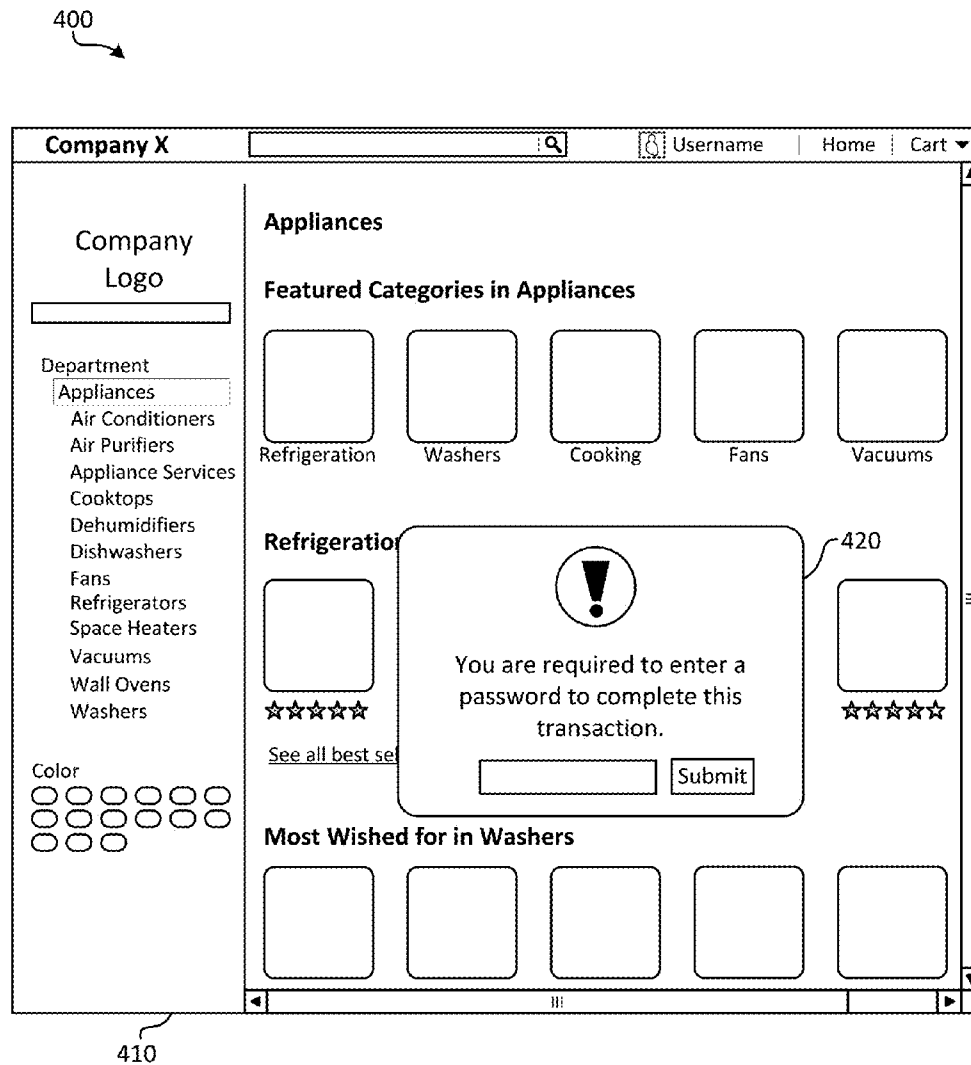 400
Company X
Username
Home
Cart
Company
Logo
Department
Appliances
Air Conditioners
Air Purifiers
Appliance Services
Cooktops
Dehumidifiers
Dishwashers
Fans
Refrigerators
Space Heaters
Vacuums
Wall Ovens
Washers
Color
Appliances
Featured Categories in Appliances
Refrigeration
Washers
Cooking
Fans
Vacuums
Refrigeration
See all best sel
420
You are required to enter a
password to complete this
transaction.
Submit
Most Wished for in Washers
410